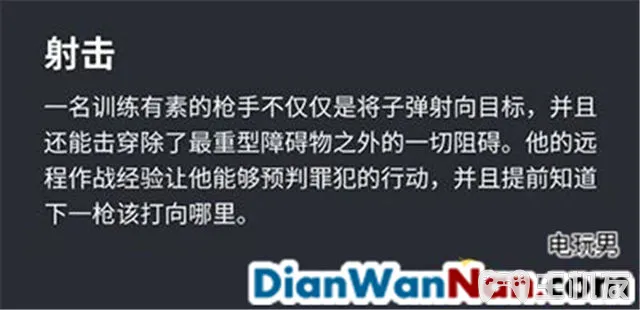 射击
一名训练有素的枪手不仅仅是将子弹射向目标，并且
还能击穿除了最重型障碍物之外的一切阻碍。他的远
程作战经验让他能够预判罪犯的行动，并且提前知道
下一枪该打向哪里。
电玩男
DianWanNan.com